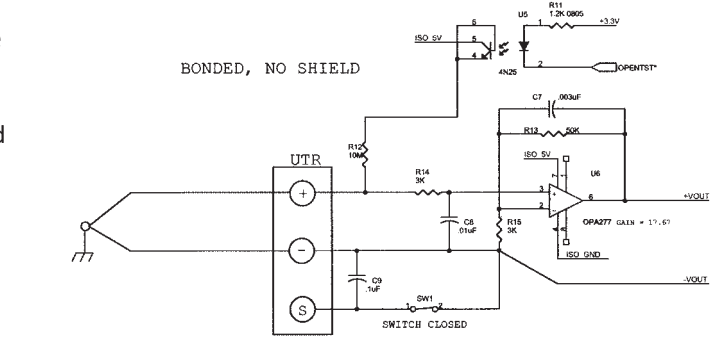 R11
1.2K 0805
U5
+3.3V
1
6
ISO 5V
5
4
4N25
2
OPENTST*
BONDED, NO SHIELD
d
C7
.003uF
R13
50K
R12
10M
ISO 5V
U6
UTR
R14
3K
7
1
+
3
+
6
+VOUT
2
-
C8
.01uF
R15
3K
OPA277 GAIN = 17.67
4
8
-
ISO GND
C9
.1uF
-VOUT
S
SW1
1
2
SWITCH CLOSED